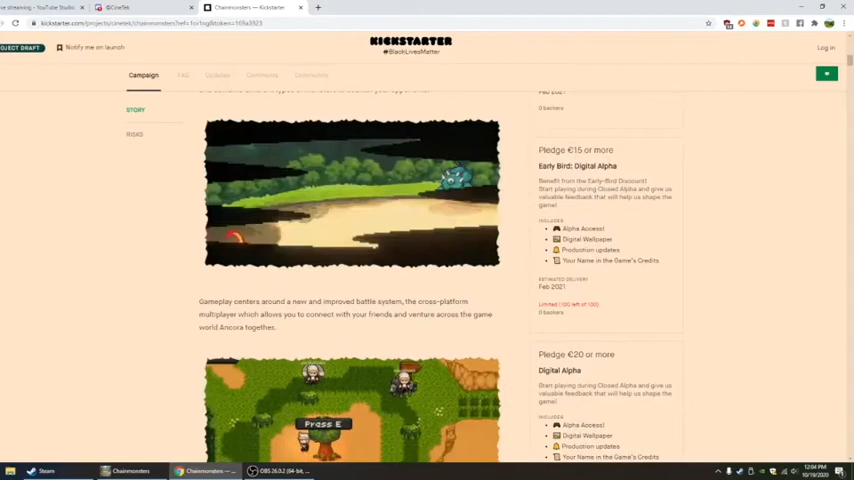 live streaming - YouTube Studio
@CineTek
Chainmonsters — Kickstarter
kickstarter.com/projects/cinetek/chainmonsters?ref=
OJECT DRAFT
Notify me on launch
KICKSTARTER
#BlackLivesMatter
Log in
Campaign
FAQ
Updates
Comments
Community
STORY
RISKS
Feb 2021
0 backers
Pledge €15 or more
Early Bird: Digital Alpha
Benefit from the Early-Bird Discount!
Start playing during Closed Alpha and give us
valuable feedback that will help us shape the
game!
INCLUDES
Alpha Access!
Digital Wallpaper
Production updates
Your Name in the Game's Credits
ESTIMATED DELIVERY
Feb 2021
Limited (100 left of 100)
0 backers
Gameplay centers around a new and improved battle system, the cross-platform
multiplayer which allows you to connect with your friends and venture across the game
world Ancora togethes.
Press E
Pledge €20 or more
Digital Alpha
Start playing during Closed Alpha and give us
valuable feedback that will help us shape the
game!
INCLUDES
Alpha Access!
Digital Wallpaper
Production updates
Your Name in the Game's Credits
Steam
Chainmonsters
Chainmonsters — ...
OBS 26.0.2 (64-bit, ...
12:04 PM
10/19/2020